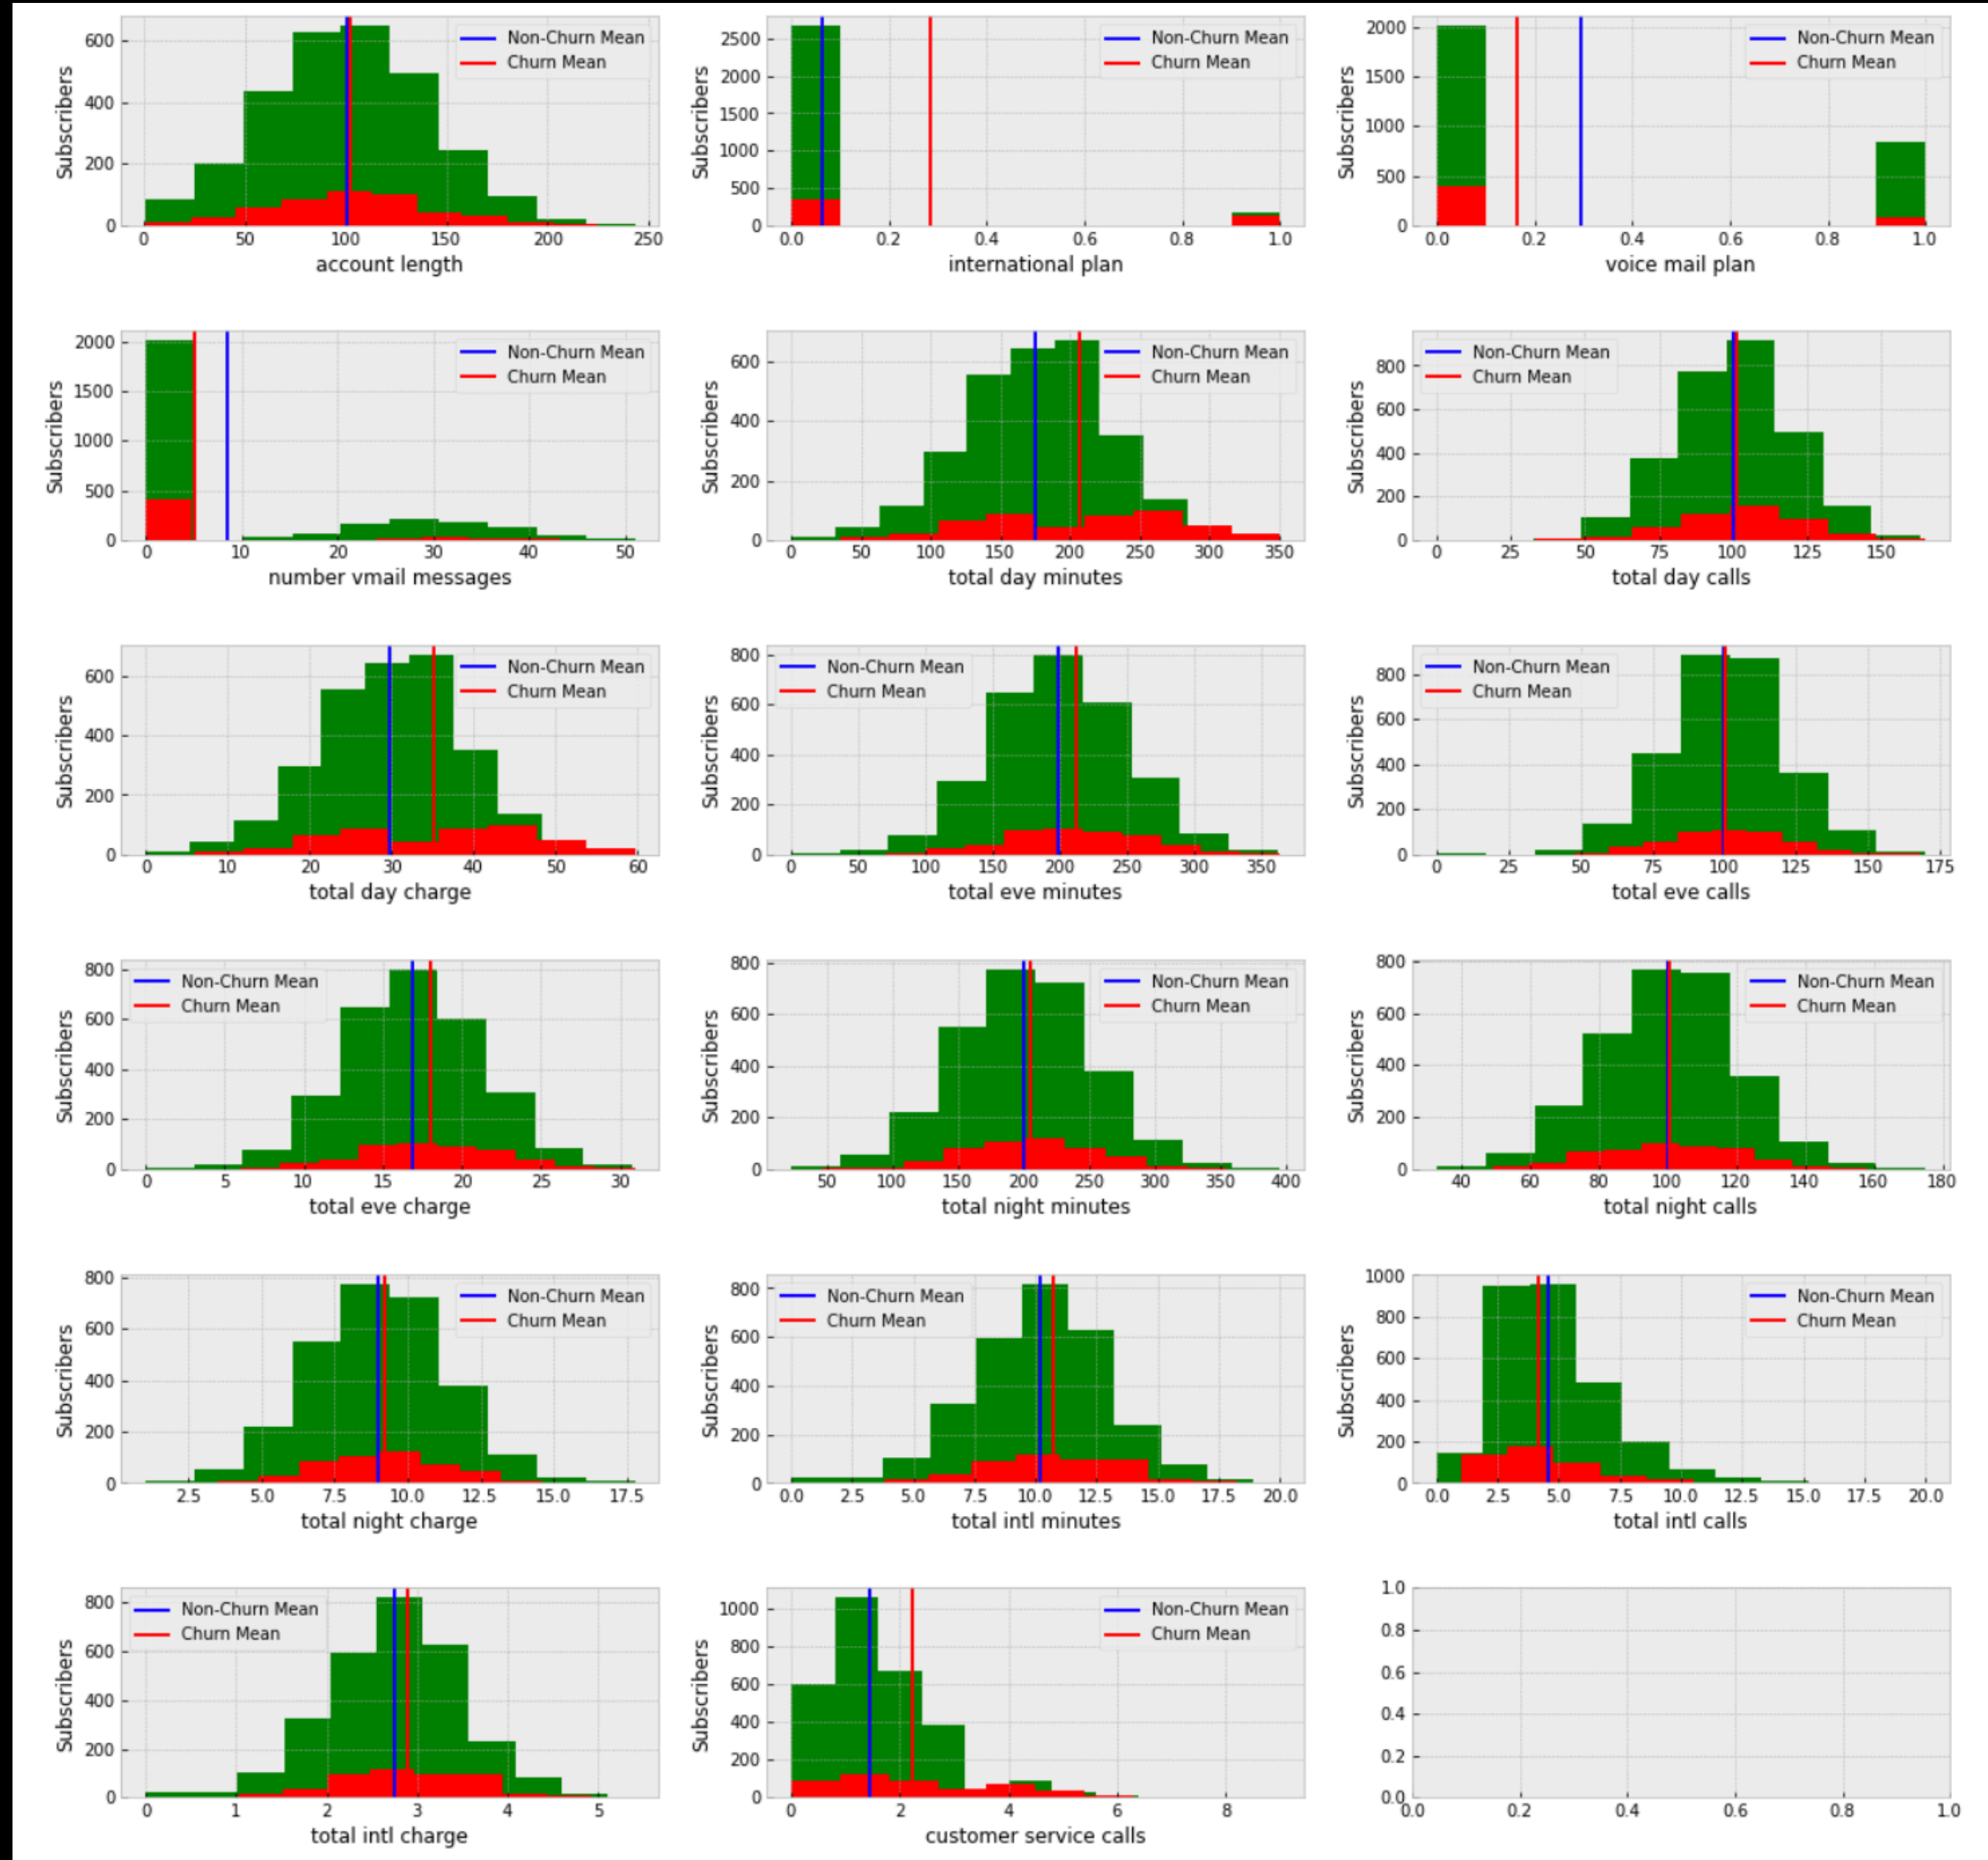 Subscribers
600
400
200
0
Non-Churn Mean
Churn Mean
0 50 100 150 200 250
account length
Subscribers
2500
2000
1500
1000
500
0
Non-Churn Mean
Churn Mean
0.0 0.2 0.4 0.6 0.8 1.0
international plan
Subscribers
2000
1500
1000
500
0
Non-Churn Mean
Churn Mean
0.0 0.2 0.4 0.6 0.8 1.0
voice mail plan
Subscribers
2000
1500
1000
500
0
Non-Churn Mean
Churn Mean
0 10 20 30 40 50
number vmail messages
Subscribers
600
400
200
0
Non-Churn Mean
Churn Mean
0 50 100 150 200 250 300 350
total day minutes
Subscribers
800
600
400
200
0
Non-Churn Mean
Churn Mean
0 25 50 75 100 125 150
total day calls
Subscribers
600
400
200
0
Non-Churn Mean
Churn Mean
0 10 20 30 40 50 60
total day charge
Subscribers
800
600
400
200
0
Non-Churn Mean
Churn Mean
0 50 100 150 200 250 300 350
total eve minutes
Subscribers
800
600
400
200
0
Non-Churn Mean
Churn Mean
0 25 50 75 100 125 150 175
total eve calls
Subscribers
800
600
400
200
0
Non-Churn Mean
Churn Mean
0 5 10 15 20 25 30
total eve charge
Subscribers
800
600
400
200
0
Non-Churn Mean
Churn Mean
50 100 150 200 250 300 350 400
total night minutes
Subscribers
800
600
400
200
0
Non-Churn Mean
Churn Mean
40 60 80 100 120 140 160 180
total night calls
Subscribers
800
600
400
200
0
Non-Churn Mean
Churn Mean
2.5 5.0 7.5 10.0 12.5 15.0 17.5
total night charge
Subscribers
800
600
400
200
0
Non-Churn Mean
Churn Mean
0.0 2.5 5.0 7.5 10.0 12.5 15.0 17.5 20.0
total intl minutes
Subscribers
1000
800
600
400
200
0
Non-Churn Mean
Churn Mean
0.0 2.5 5.0 7.5 10.0 12.5 15.0 17.5 20.0
total intl calls
Subscribers
800
600
400
200
0
Non-Churn Mean
Churn Mean
0 1 2 3 4 5
total intl charge
Subscribers
1000
800
600
400
200
0
Non-Churn Mean
Churn Mean
0 2 4 6 8
customer service calls
1.0
0.8
0.6
0.4
0.2
0.0
0.0 0.2 0.4 0.6 0.8 1.0